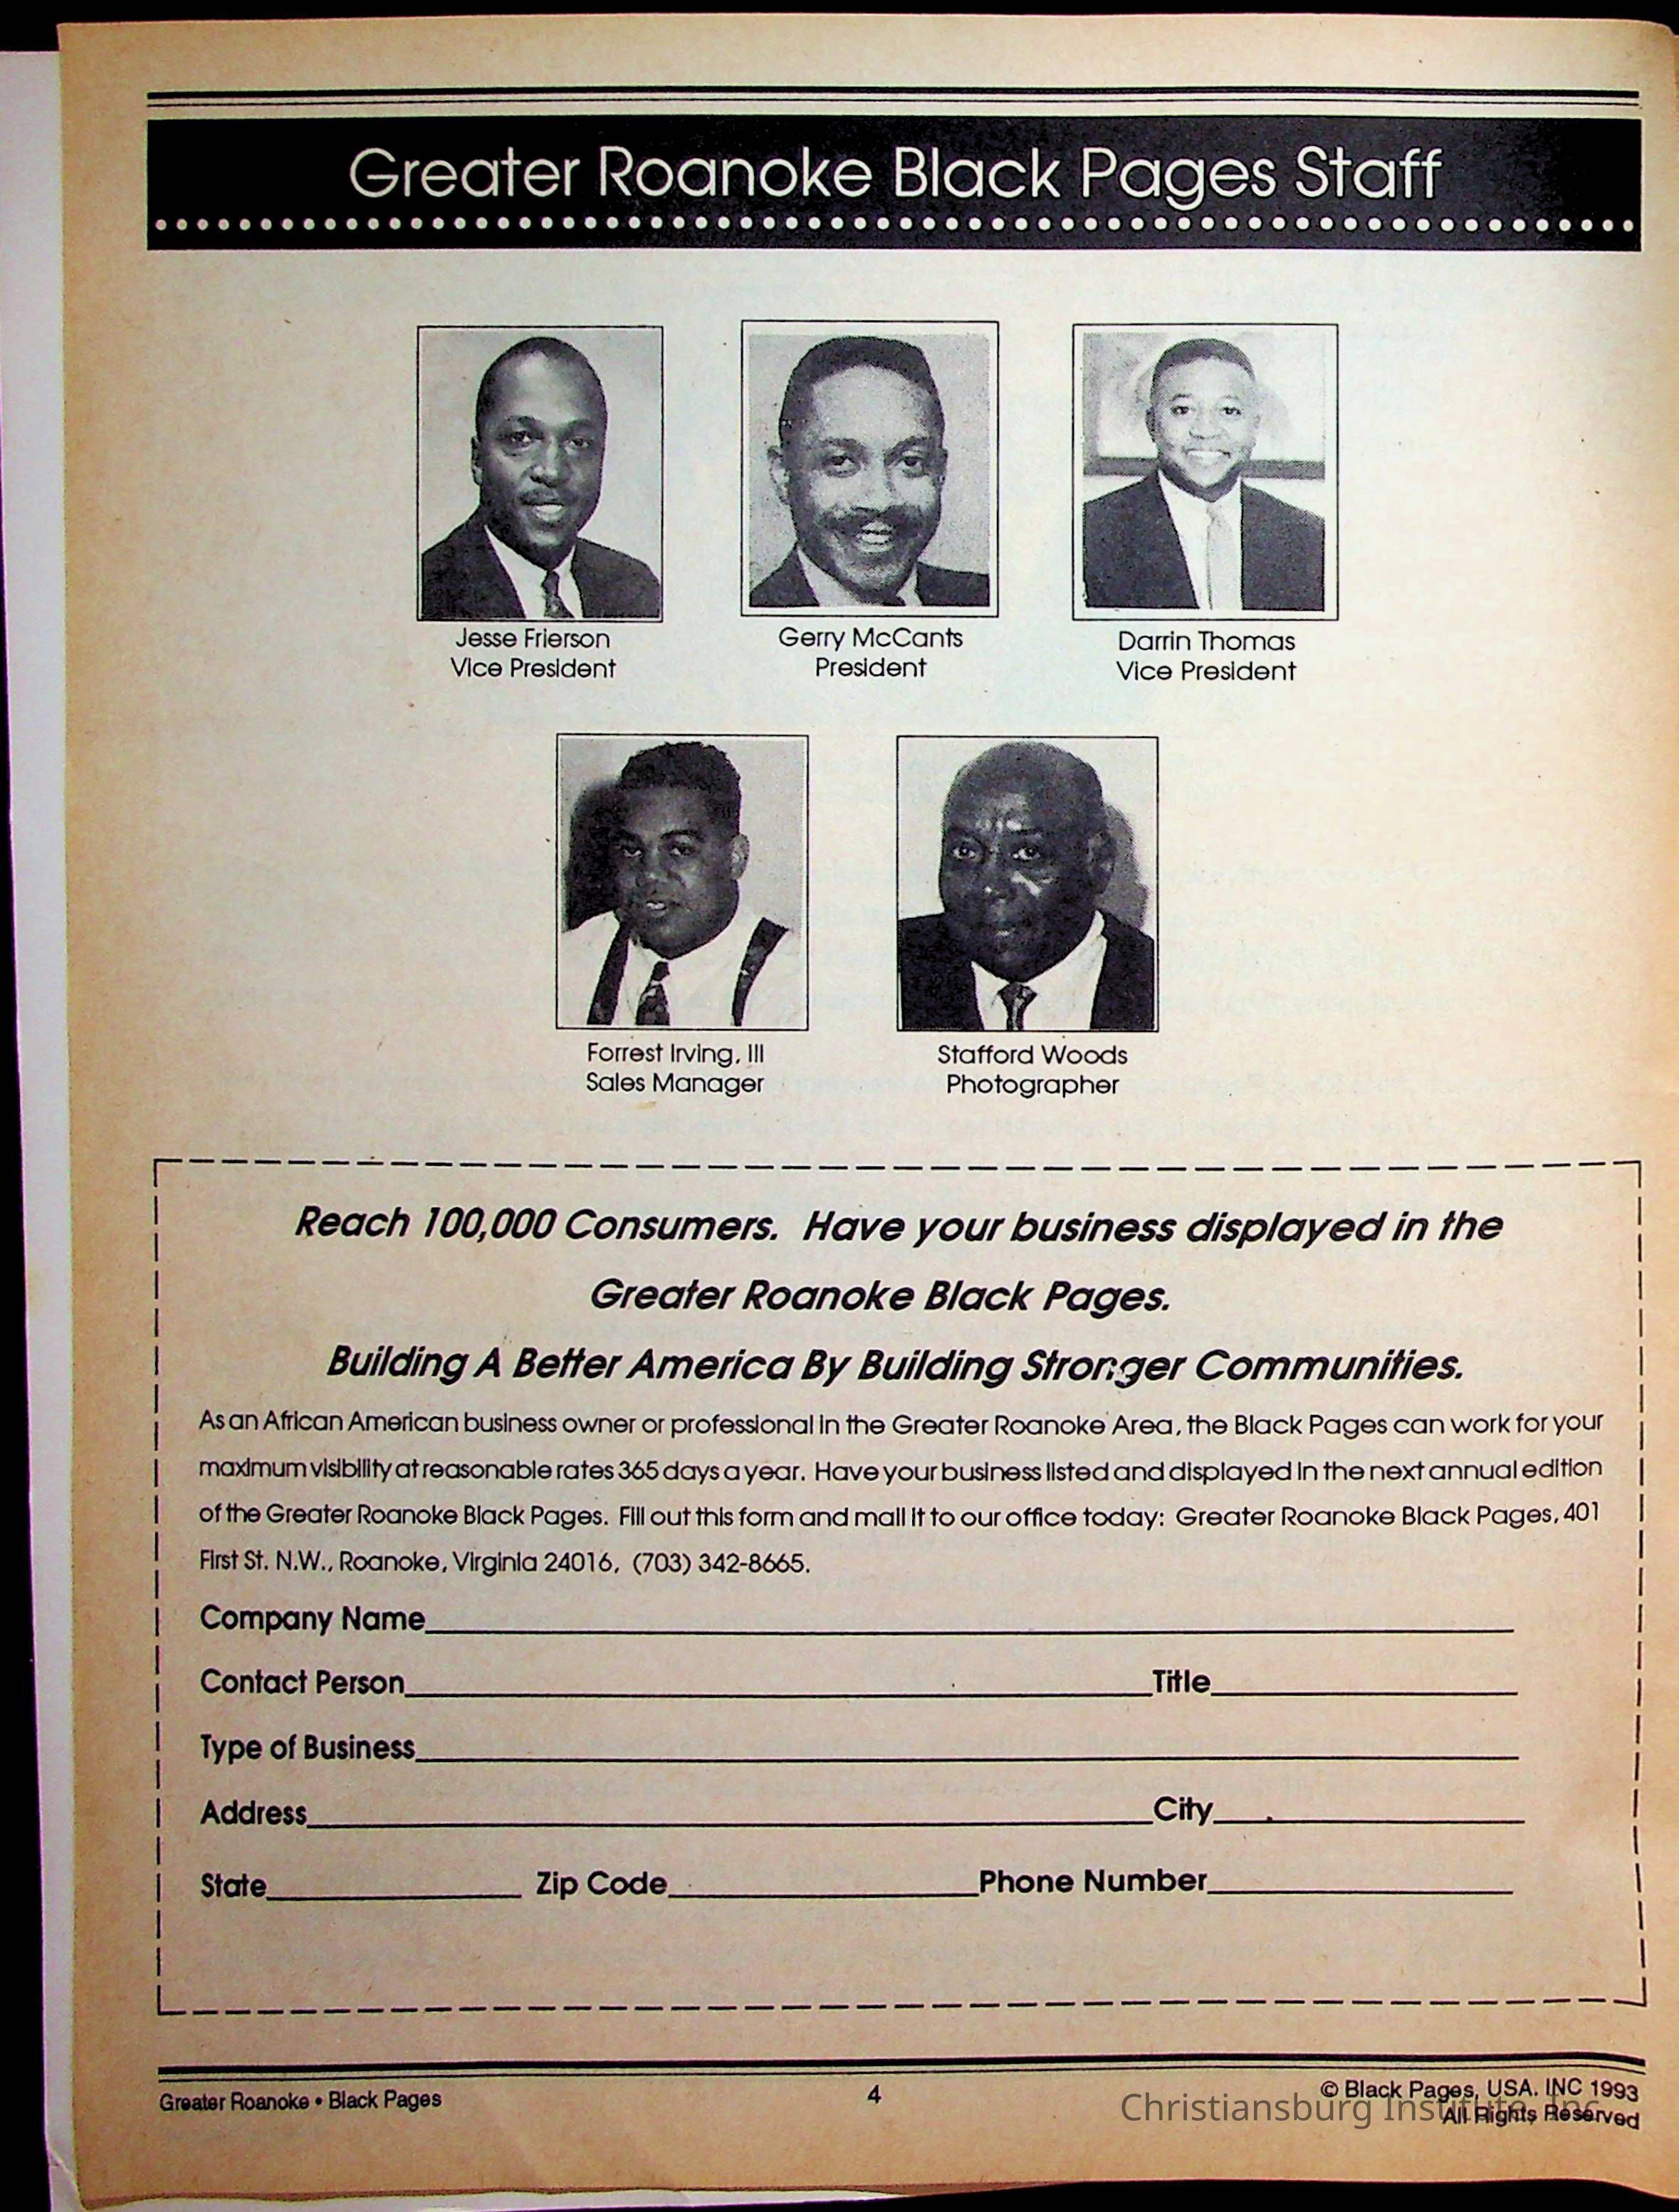 Greater Roanoke Black Pages Staff
Jesse Frierson
Vice President
Gerry McCants
President
Darrin Thomas
Vice President
Forrest Irving, III
Sales Manager
Stafford Woods
Photographer
Reach 100,000 Consumers. Have your business displayed in the
Greater Roanoke Black Pages.
Building A Better America By Building Stronger Communities.
As an African American business owner or professional in the Greater Roanoke Area, the Black Pages can work for your
maximum visibility at reasonable rates 365 days a year. Have your business listed and displayed in the next annual edition
of the Greater Roanoke Black Pages. Fill out this form and mail it to our office today: Greater Roanoke Black Pages, 401
First St. N.W., Roanoke, Virginia 24016, (703) 342-8665.
Company Name
Contact Person Title
Type of Business
Address City
State Zip Code Phone Number
Greater Roanoke • Black Pages
4
© Black Pages, USA. INC 1993
All Rights Reserved
Christiansburg Institute, Inc.